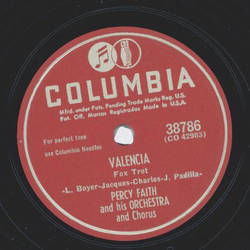 COLUMBIA
Mfrd. under Pats. Pending Trade Marks Reg. U.S.
Pat. Off. Marcas Registradas Made in U.S.A.
For perfect tone
use Columbia Needles
38786
(CO 42983)
VALENCIA
Fox Trot
-L. Boyer-Jacques-Charles-J. Padilla-
PERCY FAITH
and his ORCHESTRA
and Chorus